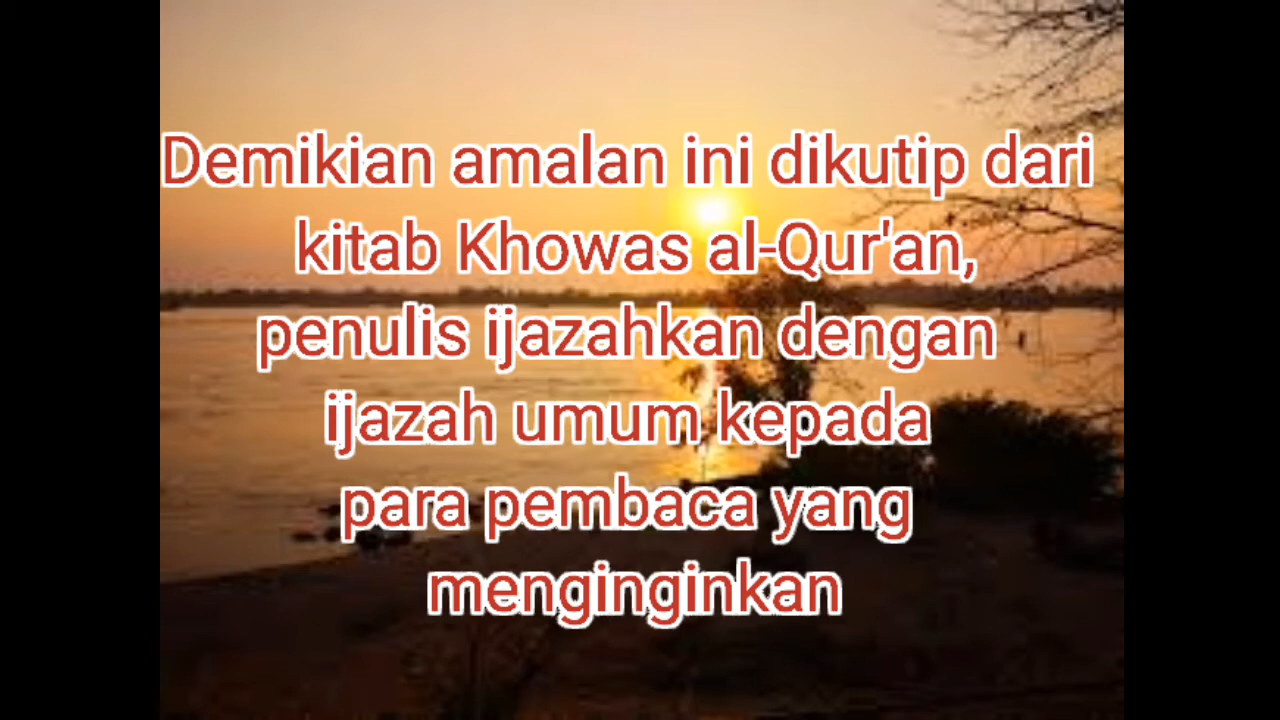 Demikian amalan ini dikutip dari
kitab Khowas al-Qur'an,
penulis ijazahkan dengan
ijazah umum kepada
para pembaca yang
menginginkan